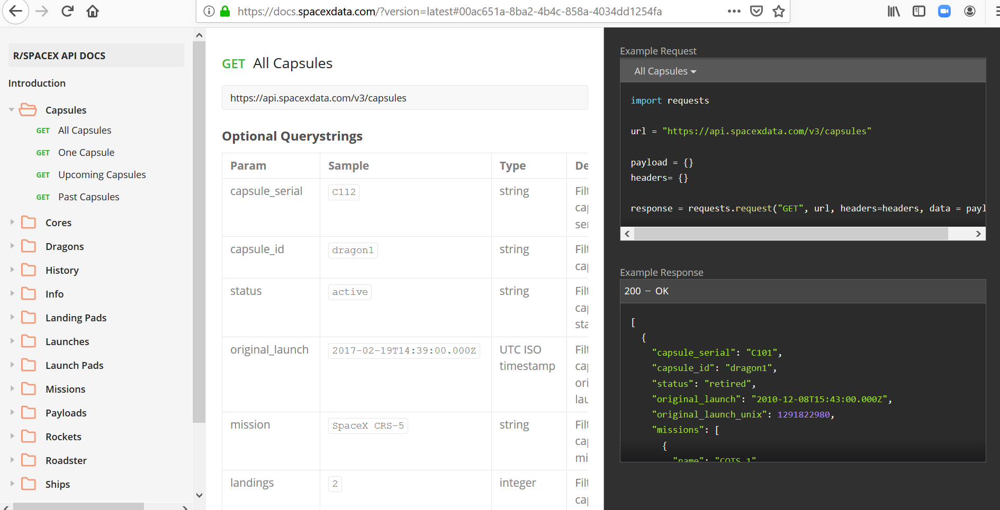 https://docs.spacexdata.com/?version=latest#00ac651a-8ba2-4b4c-858a-4034dd1254fa
R/SPACEX API DOCS
Introduction
Capsules
GET All Capsules
GET One Capsule
GET Upcoming Capsules
GET Past Capsules
Cores
Dragons
History
Info
Landing Pads
Launches
Launch Pads
Missions
Payloads
Rockets
Roadster
Ships
GET All Capsules
https://api.spacexdata.com/v3/capsules
Optional Querystrings
Param Sample Type De
capsule_serial C112 string Filt
cap
ser
capsule_id dragon1 string Filt
cap
status active string Filt
cap
sta
original_launch 2017-02-19T14:39:00.000Z UTC ISO Filt
timestamp cap
ori
lau
mission SpaceX CRS-5 string Filt
cap
mi
landings 2 integer Filt
cap
Example Request
All Capsules
import requests
url = "https://api.spacexdata.com/v3/capsules"
payload = {}
headers= {}
response = requests.request("GET", url, headers=headers, data = payl
Example Response
200 – OK
[
{
"capsule_serial": "C101",
"capsule_id": "dragon1",
"status": "retired",
"original_launch": "2010-12-08T15:43:00.000Z",
"original_launch_unix": 1291822980,
"missions": [
{
"name": "COTS 1"